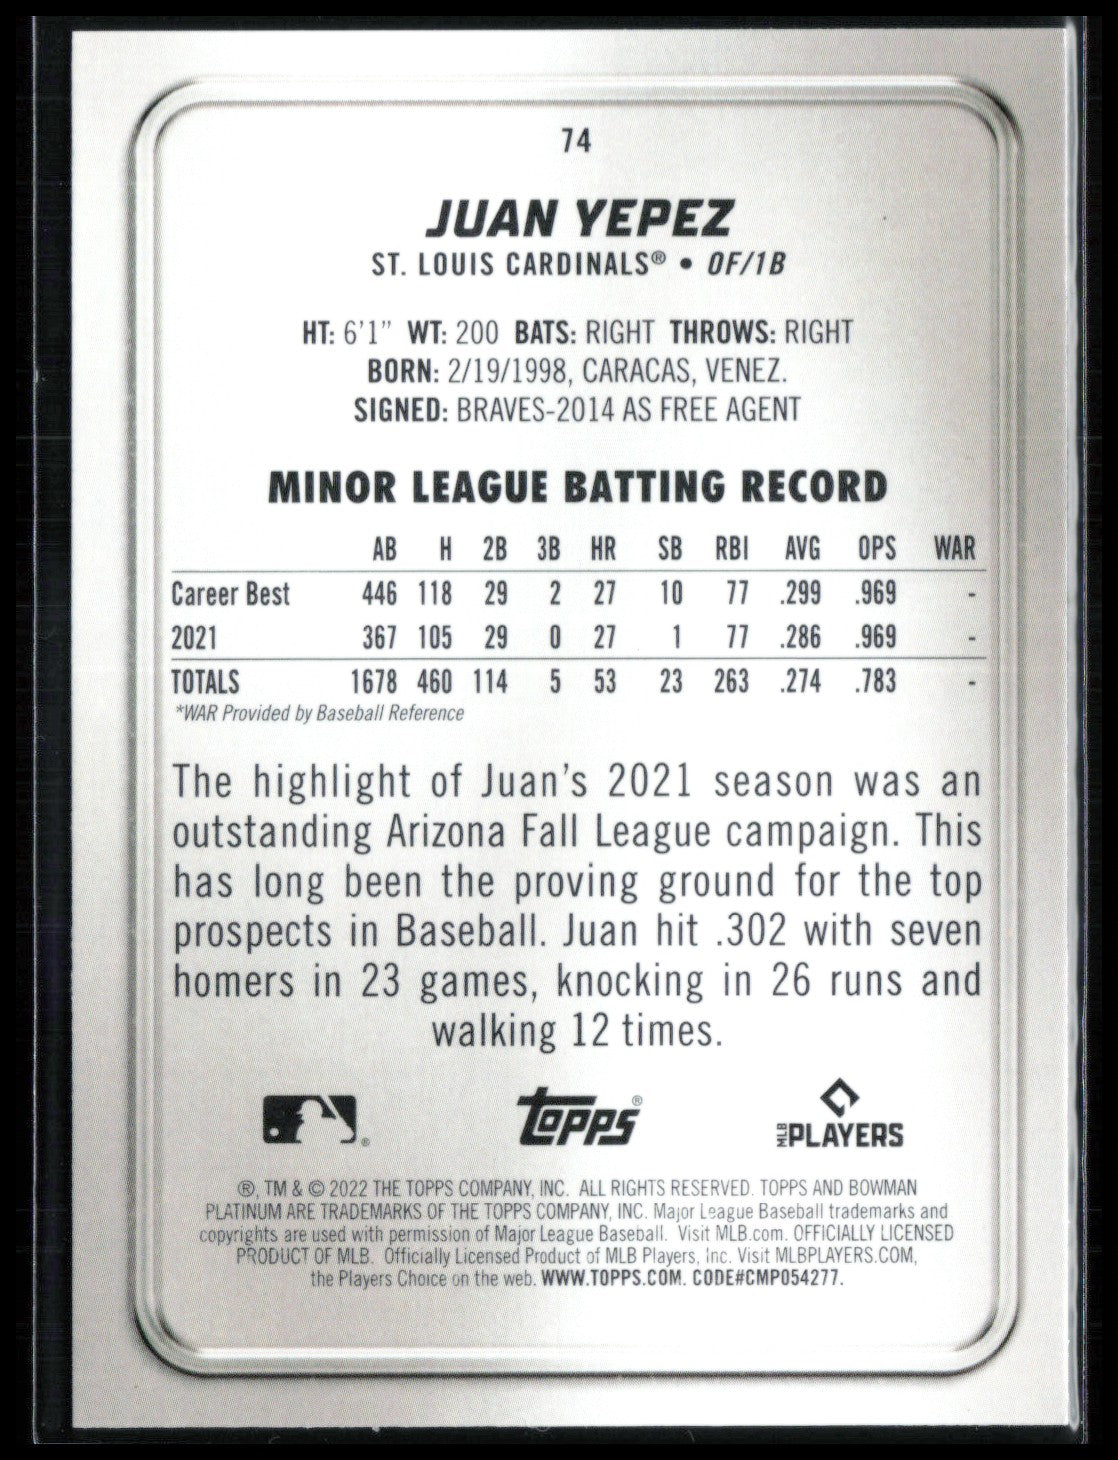 74
JUAN YEPEZ
ST. LOUIS CARDINALS® • OF/1B
HT: 6'1" WT: 200 BATS: RIGHT THROWS: RIGHT
BORN: 2/19/1998, CARACAS, VENEZ.
SIGNED: BRAVES-2014 AS FREE AGENT
MINOR LEAGUE BATTING RECORD
AB H 2B 3B HR SB RBI AVG OPS WAR
Career Best 446 118 29 2 27 10 77 .299 .969 -
2021 367 105 29 0 27 1 77 .286 .969 -
TOTALS 1678 460 114 5 53 23 263 .274 .783 -
*WAR Provided by Baseball Reference
The highlight of Juan's 2021 season was an
outstanding Arizona Fall League campaign. This
has long been the proving ground for the top
prospects in Baseball. Juan hit .302 with seven
homers in 23 games, knocking in 26 runs and
walking 12 times.
® Topps® MLB PLAYERS
®, TM & © 2022 THE TOPPS COMPANY, INC. ALL RIGHTS RESERVED. TOPPS AND BOWMAN
PLATINUM ARE TRADEMARKS OF THE TOPPS COMPANY, INC. Major League Baseball trademarks and
copyrights are used with permission of Major League Baseball. Visit MLB.com. OFFICIALLY LICENSED
PRODUCT OF MLB. Officially Licensed Product of MLB Players, Inc. Visit MLBPLAYERS.COM,
the Players Choice on the web. WWW.TOPPS.COM. CODE#CMP054277.